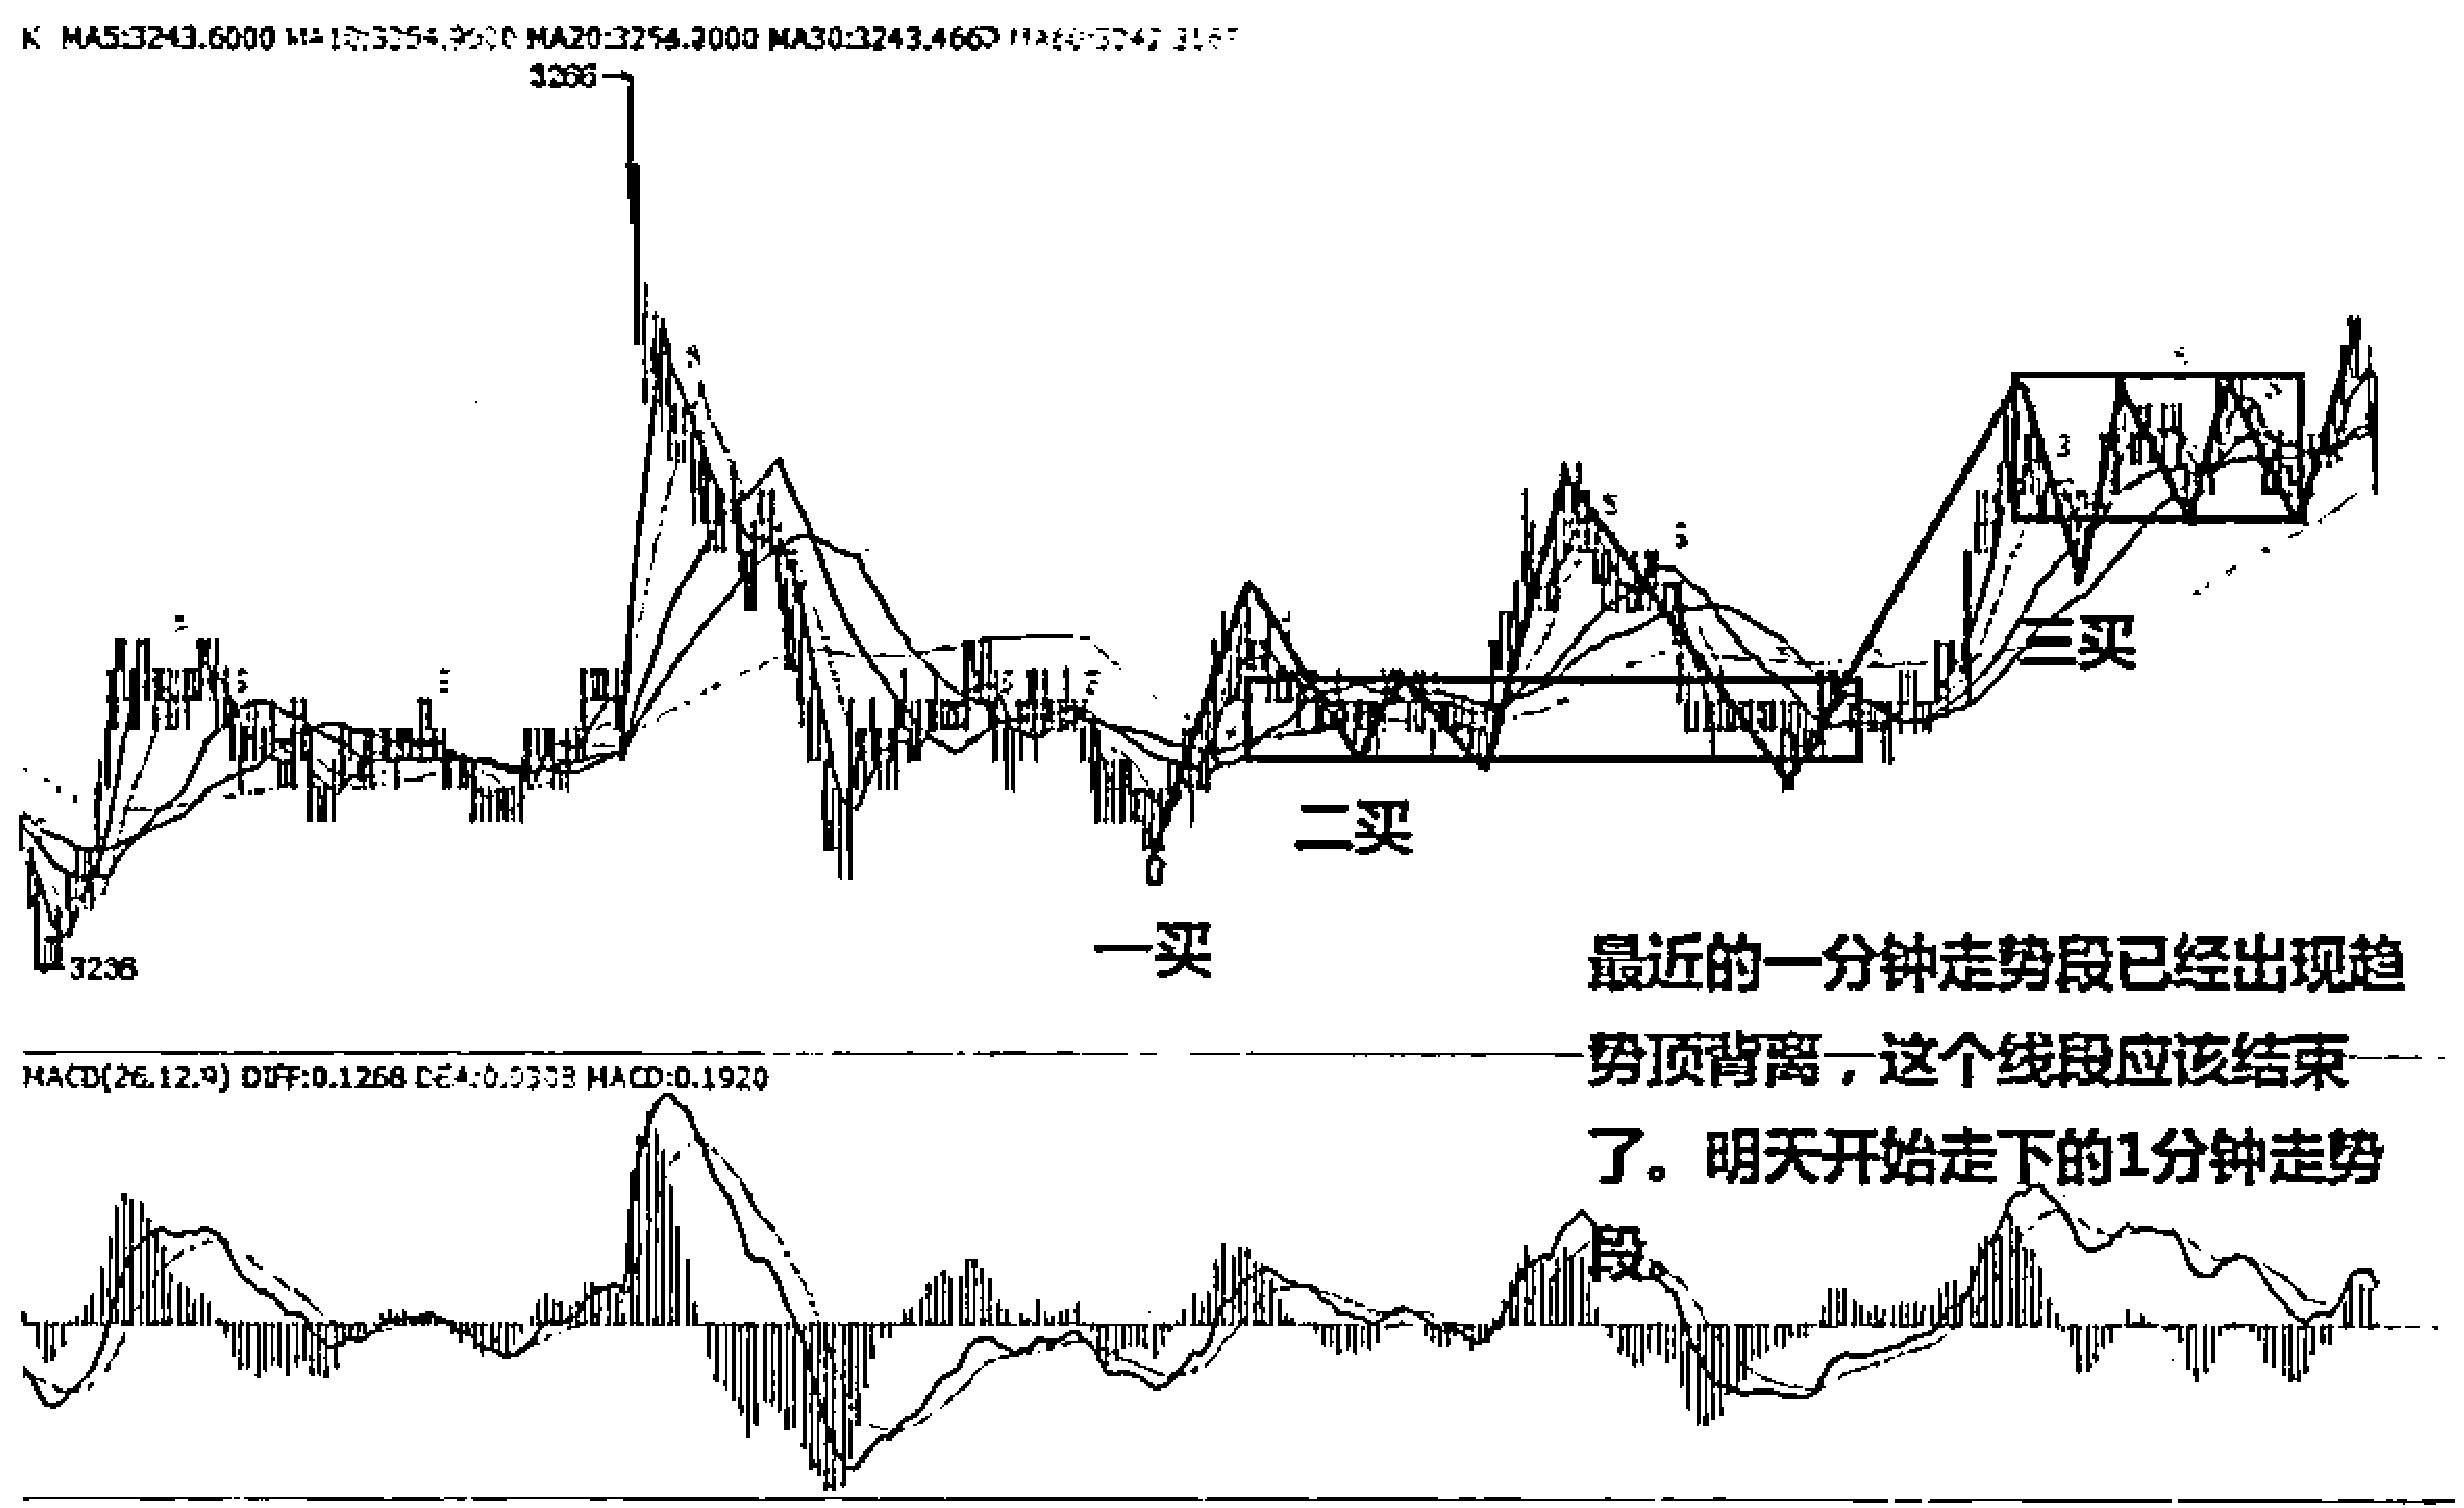 K MA5:3243.6000 MA20:3254.2000 MA30:3243.4667
3266
三买
二买
一买
3236
最近的一分钟走势段已经出现趋
势顶背离，这个线段应该结束
了。明天开始走下的1分钟走势
段。
MACD(26,12,9) DIFF:0.1268 MACD:0.1920